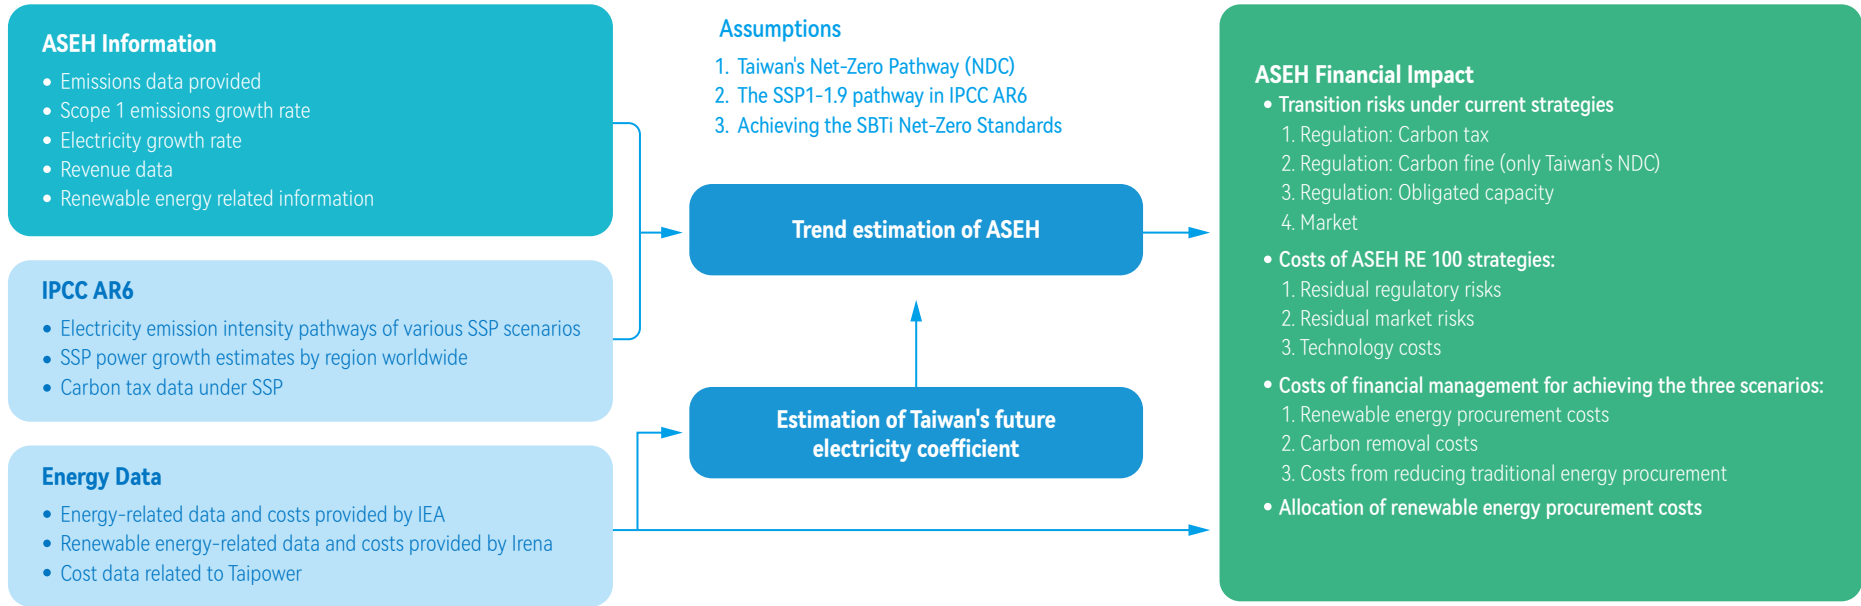 ASEH Information
• Emissions data provided
• Scope 1 emissions growth rate
• Electricity growth rate
• Revenue data
• Renewable energy related information
IPCC AR6
• Electricity emission intensity pathways of various SSP scenarios
• SSP power growth estimates by region worldwide
• Carbon tax data under SSP
Energy Data
• Energy-related data and costs provided by IEA
• Renewable energy-related data and costs provided by Irena
• Cost data related to Taipower
Assumptions
1. Taiwan's Net-Zero Pathway (NDC)
2. The SSP1-1.9 pathway in IPCC AR6
3. Achieving the SBTi Net-Zero Standards
Trend estimation of ASEH
Estimation of Taiwan's future
electricity coefficient
ASEH Financial Impact
• Transition risks under current strategies
1. Regulation: Carbon tax
2. Regulation: Carbon fine (only Taiwan's NDC)
3. Regulation: Obligated capacity
4. Market
• Costs of ASEH RE 100 strategies:
1. Residual regulatory risks
2. Residual market risks
3. Technology costs
• Costs of financial management for achieving the three scenarios:
1. Renewable energy procurement costs
2. Carbon removal costs
3. Costs from reducing traditional energy procurement
• Allocation of renewable energy procurement costs